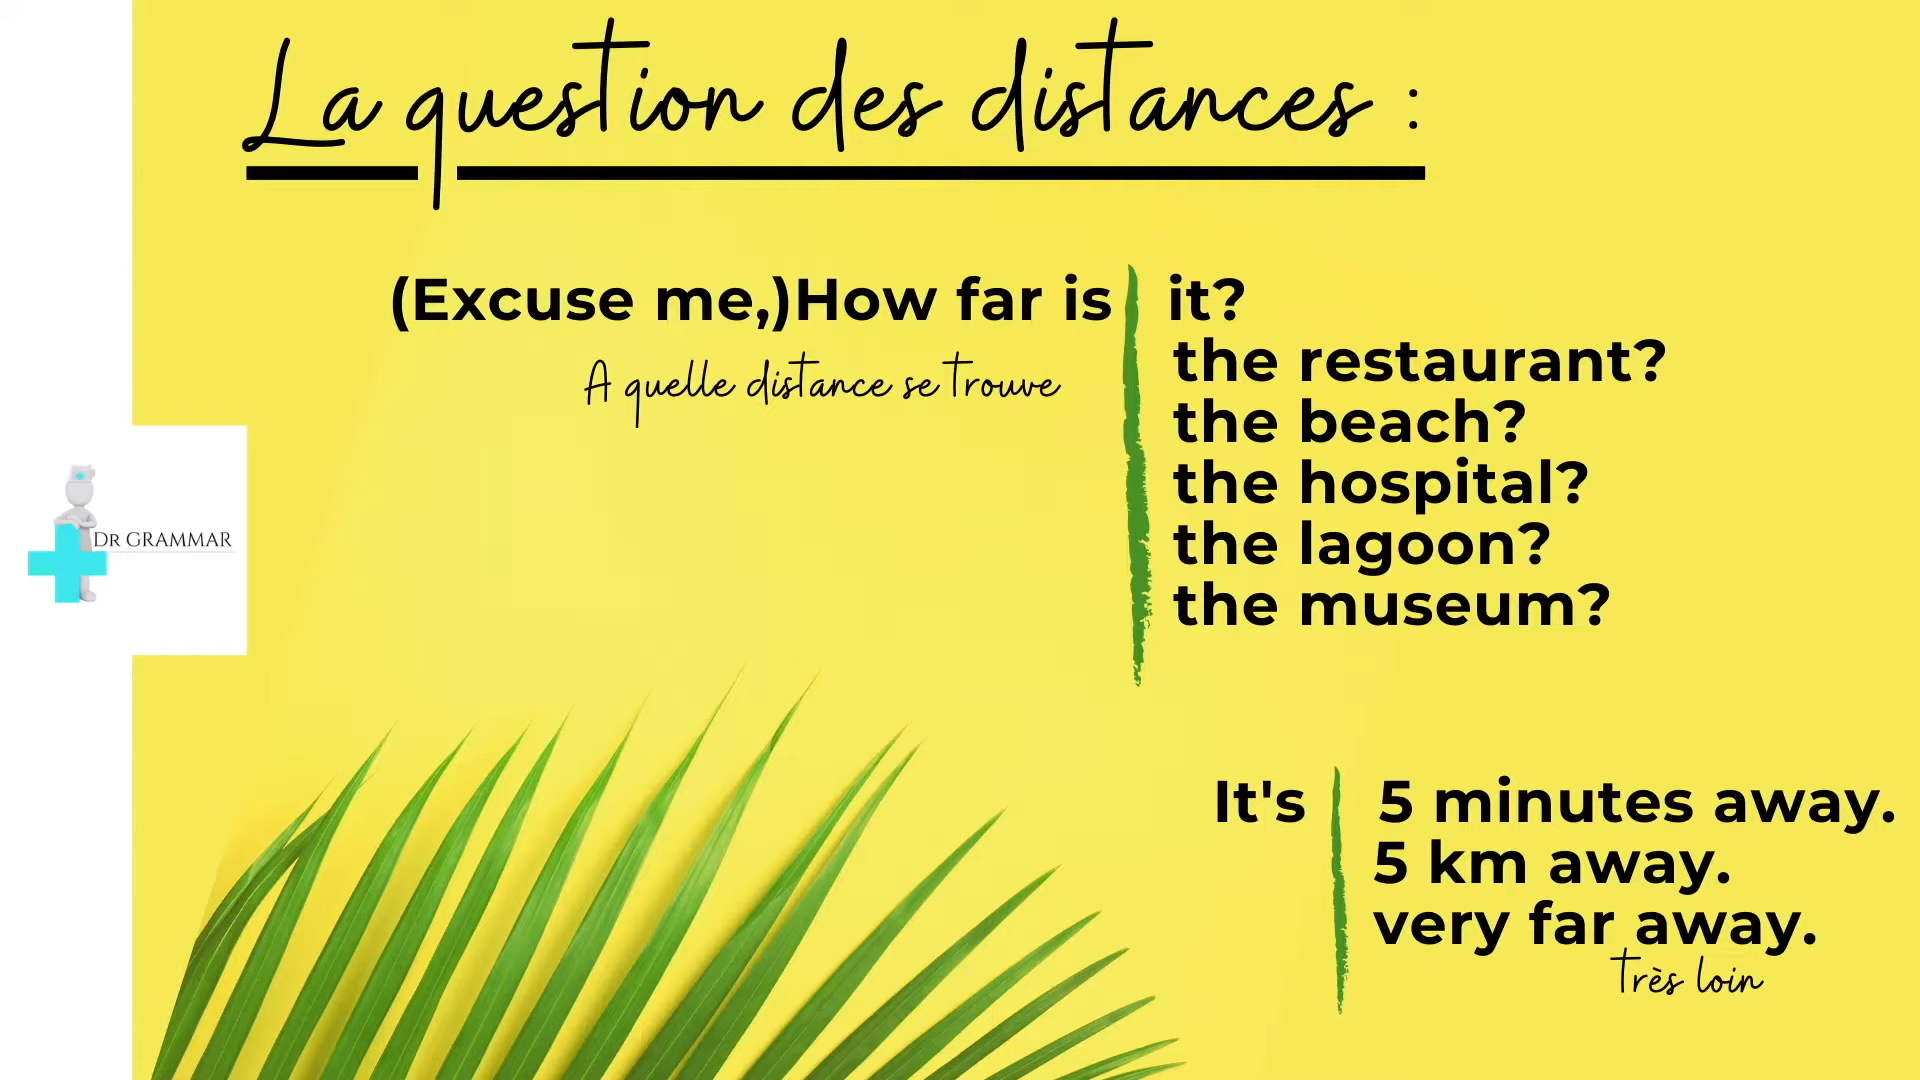 La question des distances :
(Excuse me,)How far is it?
A quelle distance se trouve
the restaurant?
the beach?
the hospital?
the lagoon?
the museum?
DR GRAMMAR
It's 5 minutes away.
5 km away.
very far away.
Très loin